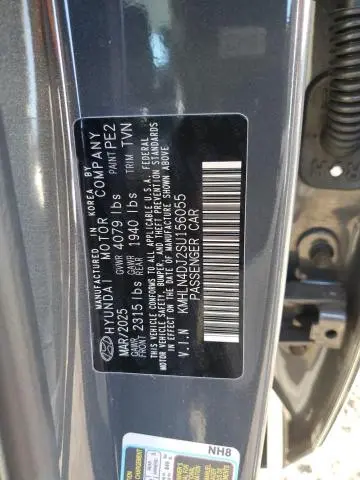 MANUFACTURED IN KOREA BY
HYUNDAI MOTOR COMPANY
MAR/2025 GVWR 4079 lbs PAINT PE2
GAWR FRONT 2315 lbs GAWR REAR 1940 lbs TRIM TVN
THIS VEHICLE CONFORMS TO ALL APPLICABLE U.S.A. FEDERAL
MOTOR VEHICLE SAFETY, BUMPER, AND THEFT PREVENTION STANDARDS
IN EFFECT ON THE DATE OF MANUFACTURE SHOWN ABOVE.
PASSENGER CAR
NH8